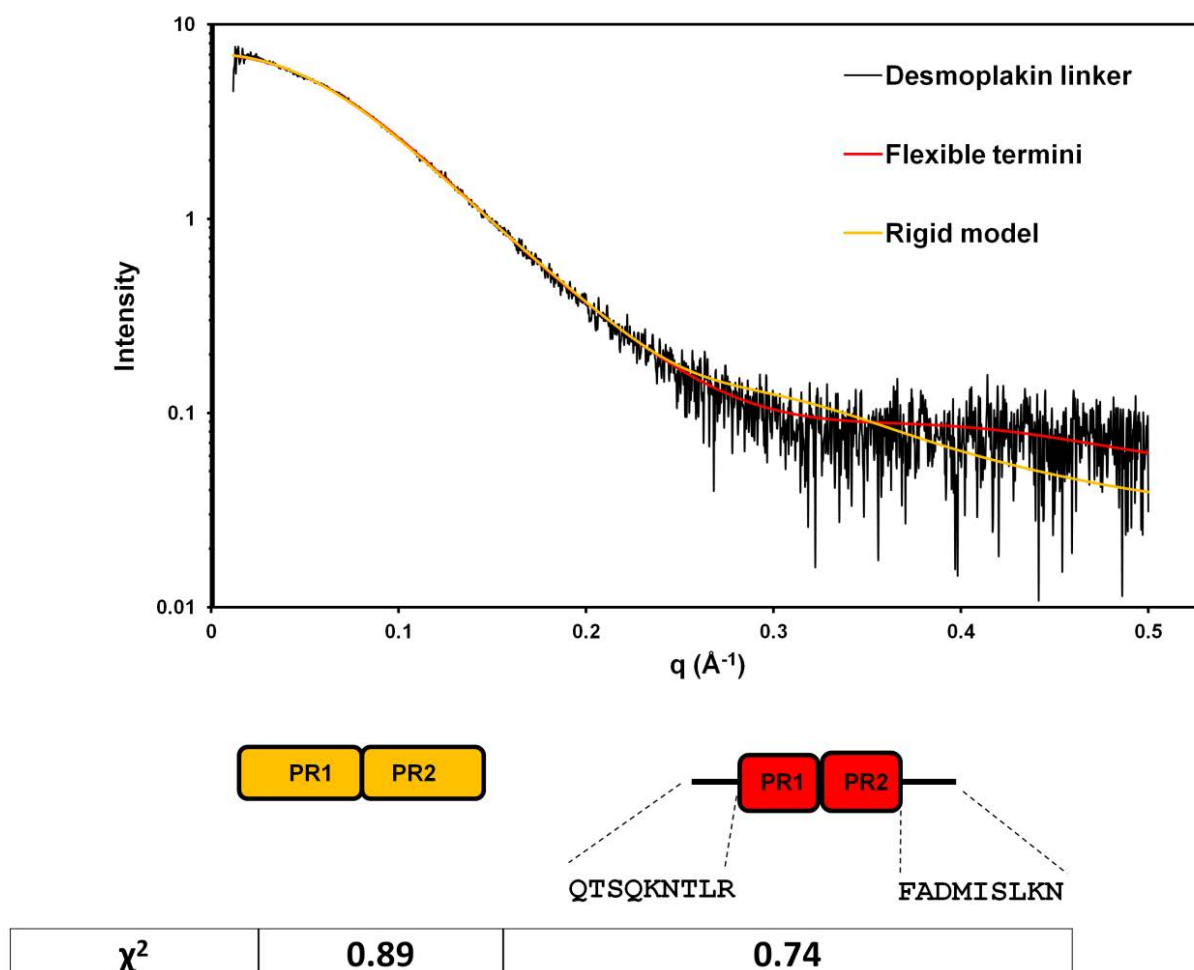 10
1
0.1
0.01
Intensity
0
0.1
0.2
0.3
0.4
0.5
q (Å-1)
Desmoplakin linker
Flexible termini
Rigid model
PR1 PR2
PR1 PR2
QTSQKNTLR FADMISLKN
χ² 0.89 0.74